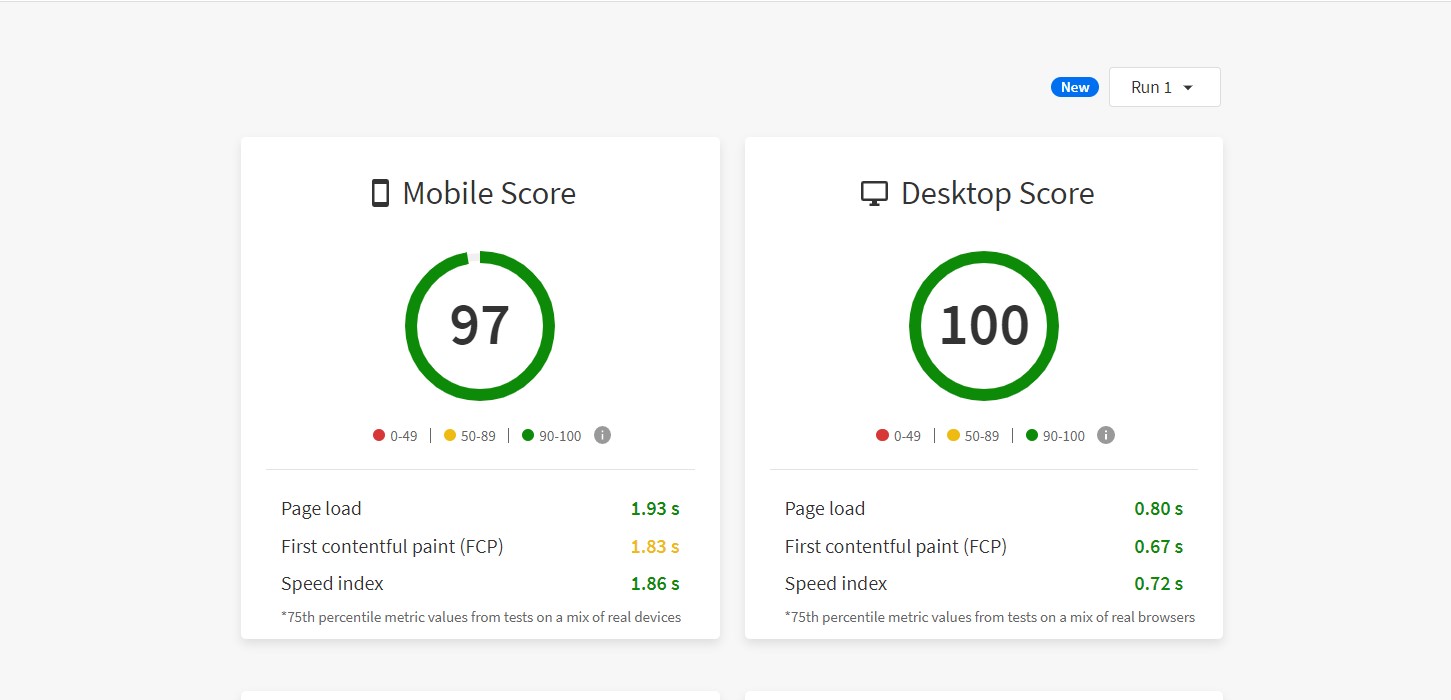 New
Run 1
Mobile Score
97
0-49 | 50-89 | 90-100
Page load 1.93 s
First contentful paint (FCP) 1.83 s
Speed index 1.86 s
*75th percentile metric values from tests on a mix of real devices
Desktop Score
100
0-49 | 50-89 | 90-100
Page load 0.80 s
First contentful paint (FCP) 0.67 s
Speed index 0.72 s
*75th percentile metric values from tests on a mix of real browsers